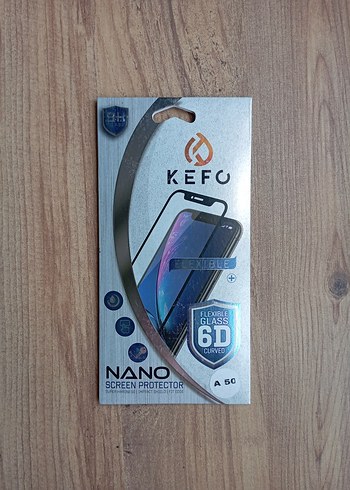 9H
KEFO
FLEXIBLE
FLEXIBLE
GLASS
6D
CURVED
NANO
SCREEN PROTECTOR
A 50